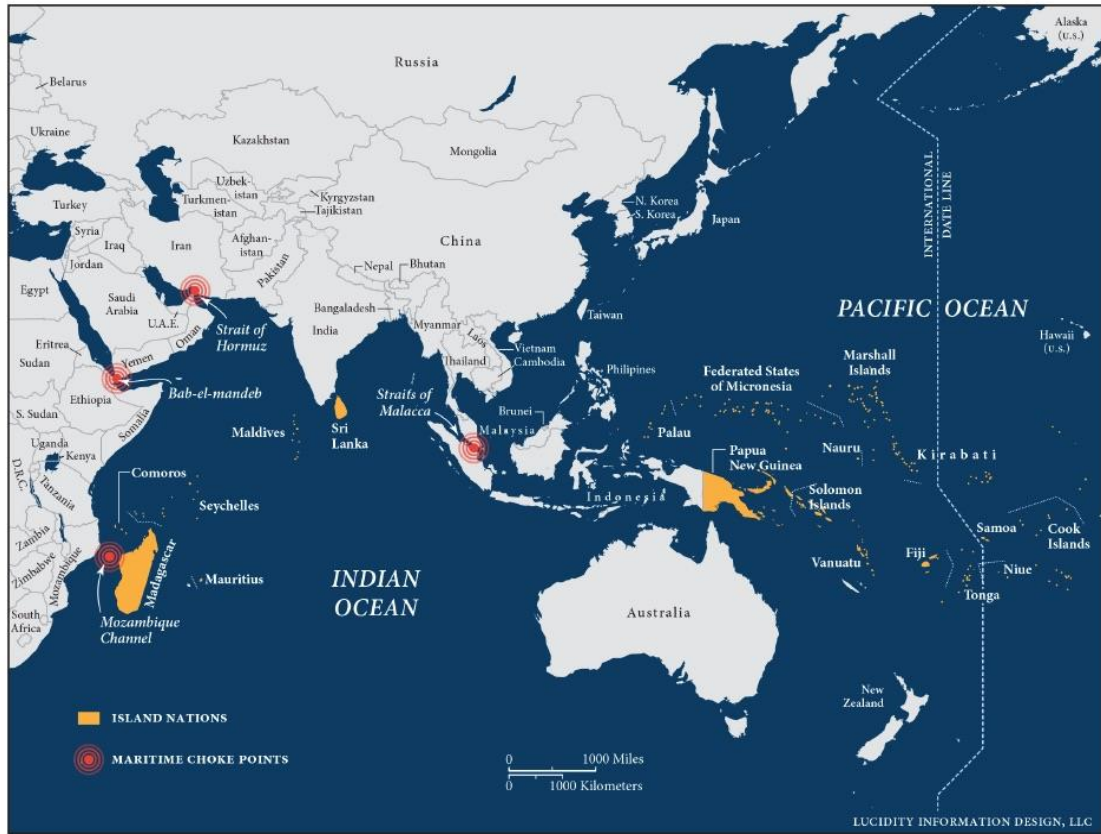 Alaska
(U.S.)
Russia
Belarus
Ukraine
Kazakhstan
Mongolia
Uzbek-
istan
Turkmen-
istan
Kyrgyzstan
Tajikistan
Turkey
N. Korea
S. Korea
Japan
Syria
Iraq
Iran
Afghan-
istan
China
Jordan
Pakistan
Nepal
Bhutan
Egypt
Saudi
Arabia
Bangaladesh
U.A.E.
Oman
Strait of
Hormuz
India
Myanmar
Laos
Taiwan
INTERNATIONAL
DATE LINE
PACIFIC OCEAN
Hawaii
(U.S.)
Eritrea
Sudan
Yemen
Thailand
Vietnam
Cambodia
Philipines
Ethiopia
Bab-el-mandeb
Straits of
Malacca
Federated States
of Micronesia
Marshall
Islands
S. Sudan
Somalia
Maldives
Sri
Lanka
Brunei
Malaysia
Palau
Nauru
Kirabati
Uganda
Kenya
D.R.C.
Tanzania
Comoros
Seychelles
Indonesia
Papua
New Guinea
Solomon
Islands
Samoa
Cook
Islands
Zambia
Zimbabwe
Mozambique
Madagascar
Mauritius
INDIAN
OCEAN
Vanuatu
Fiji
Niue
Tonga
South
Africa
Mozambique
Channel
Australia
New
Zealand
ISLAND NATIONS
MARITIME CHOKE POINTS
0 1000 Miles
0 1000 Kilometers
LUCIDITY INFORMATION DESIGN, LLC